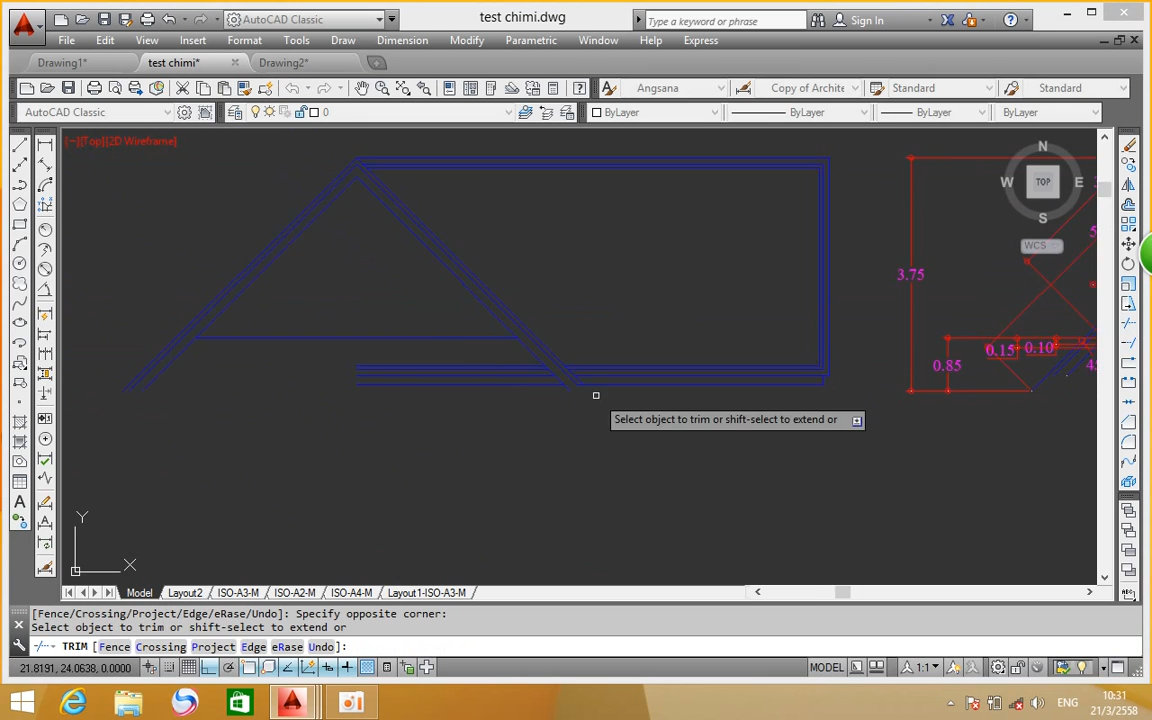 test chimi.dwg
AutoCAD Classic
Type a keyword or phrase
Sign In
File Edit View Insert Format Tools Draw Dimension Modify Parametric Window Help Express
Drawing1* test chimi* Drawing2*
Angsana Copy of Archite Standard Standard
AutoCAD Classic 0 ByLayer ByLayer ByLayer
[−][Top][2D Wireframe]
N
W TOP E
S
WCS
3.75
0.15 0.10
0.85
Select object to trim or shift-select to extend or
Y
X
Model Layout2 ISO-A3-M ISO-A2-M ISO-A4-M Layout1-ISO-A3-M
[Fence/Crossing/Project/Edge/eRase/Undo]: Specify opposite corner:
Select object to trim or shift-select to extend or
TRIM [Fence Crossing Project Edge eRase Undo]:
21.8191, 24.0638, 0.0000 MODEL 1:1
ENG 10:31
21/3/2558